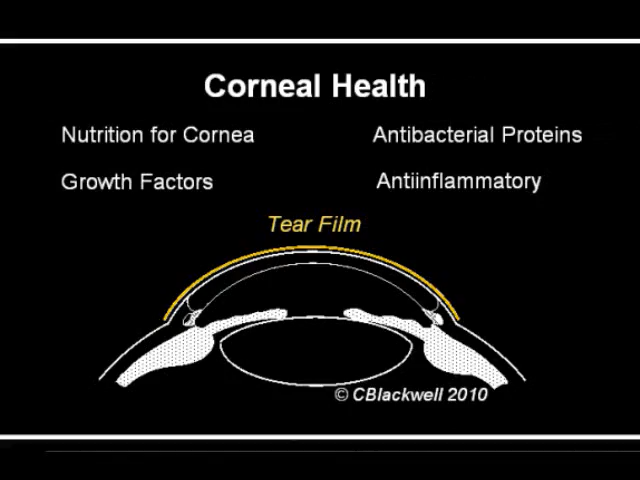 Corneal Health
Nutrition for Cornea
Antibacterial Proteins
Growth Factors
Antiinflammatory
Tear Film
© CBlackwell 2010